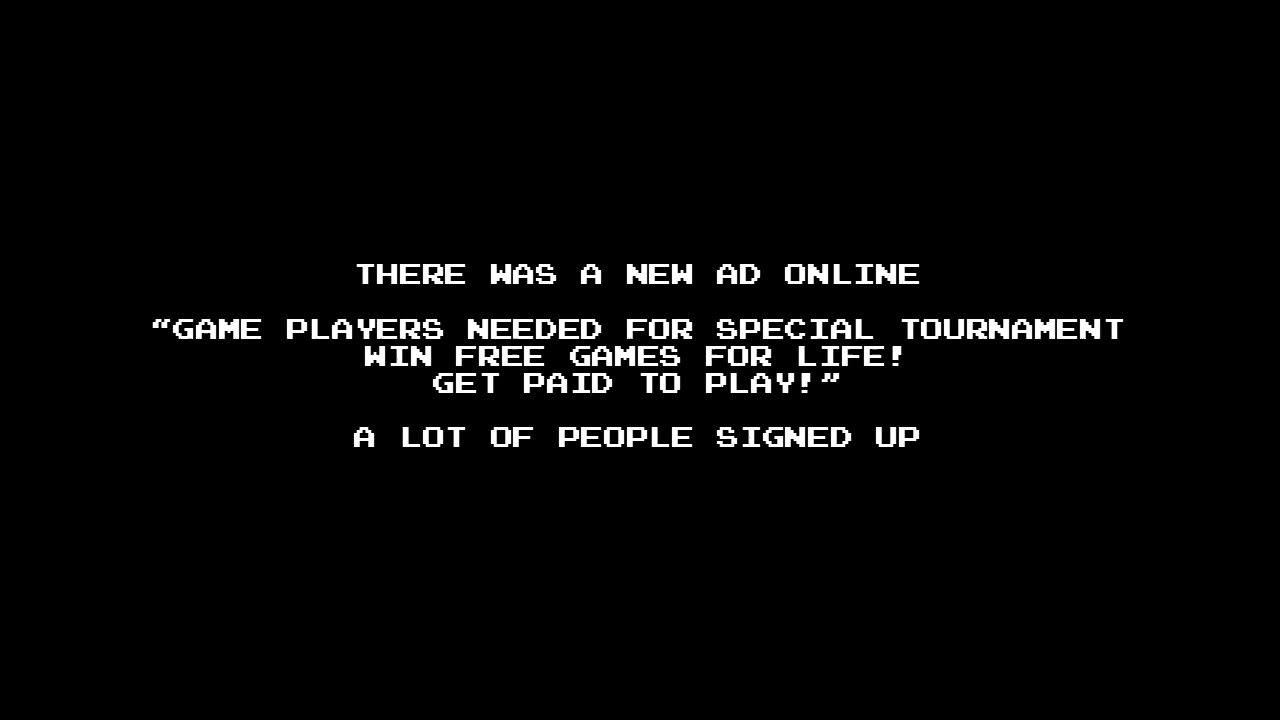 THERE WAS A NEW AD ONLINE
"GAME PLAYERS NEEDED FOR SPECIAL TOURNAMENT
WIN FREE GAMES FOR LIFE!
GET PAID TO PLAY!"
A LOT OF PEOPLE SIGNED UP